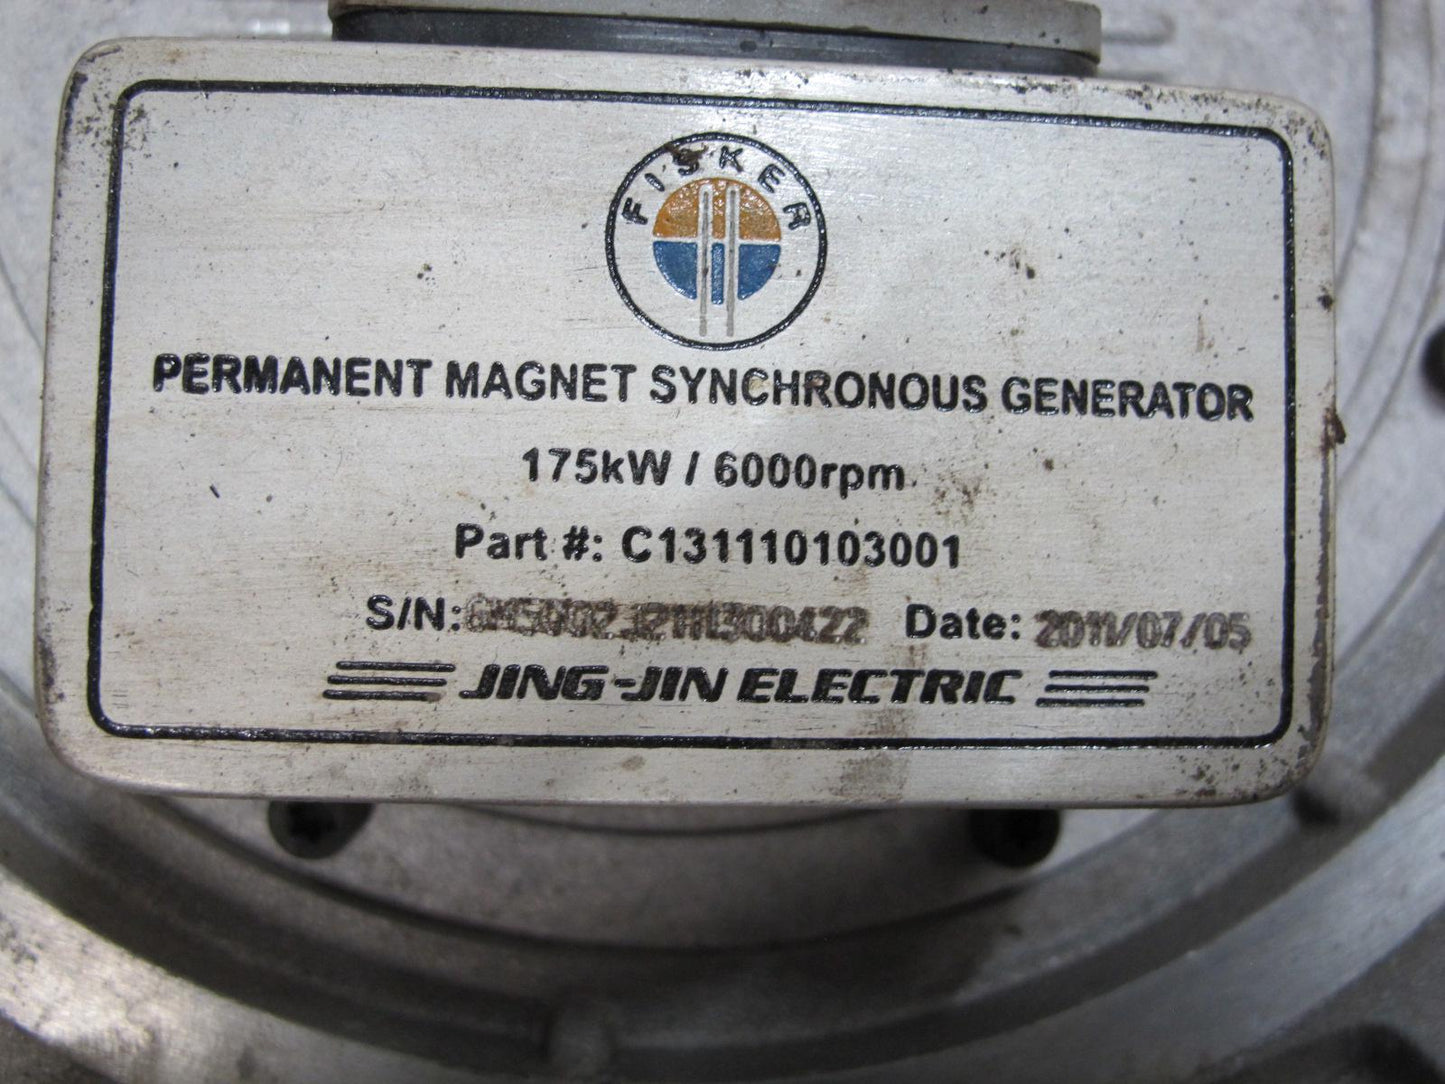 FISKER
PERMANENT MAGNET SYNCHRONOUS GENERATOR
175kW / 6000rpm
Part #: C131110103001
S/N: Date: 2011/07/05
JING-JIN ELECTRIC